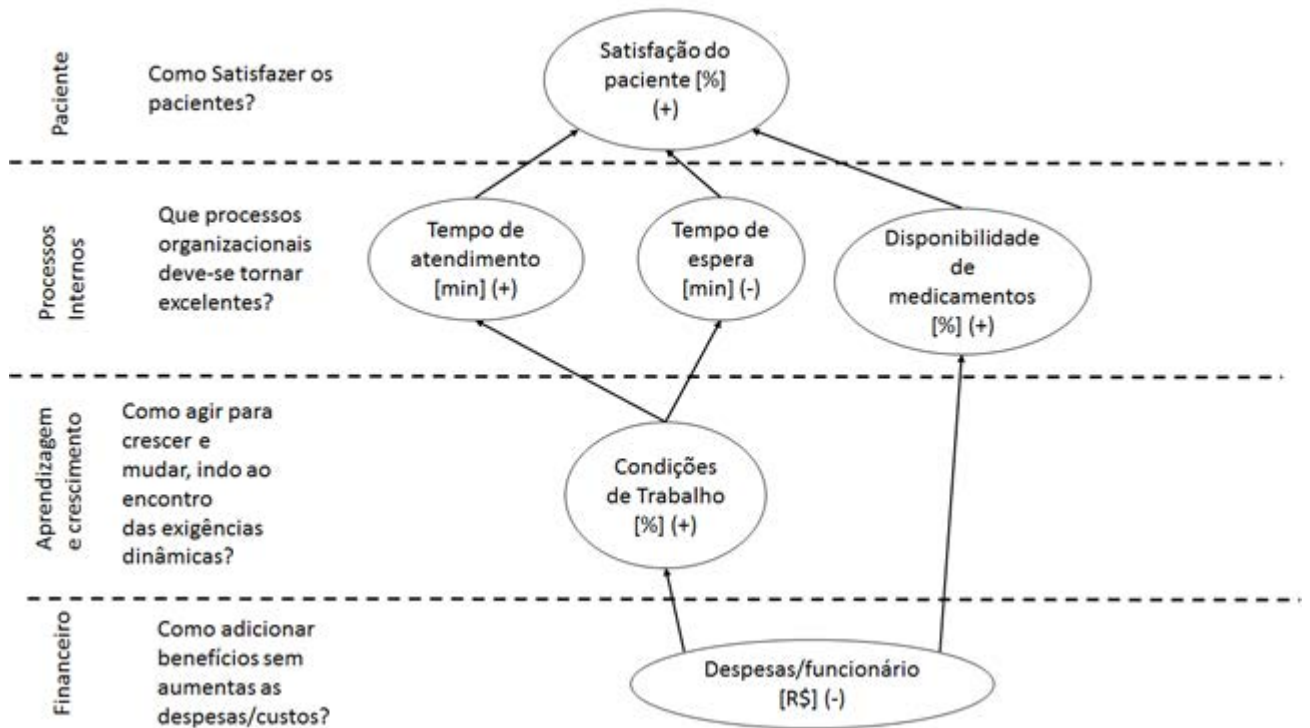 Paciente
Como Satisfazer os
pacientes?
Satisfação do
paciente [%]
(+)
Processos
Internos
Que processos
organizacionais
deve-se tornar
excelentes?
Tempo de
atendimento
[min] (+)
Tempo de
espera
[min] (-)
Disponibilidade
de
medicamentos
[%] (+)
Aprendizagem
e crescimento
Como agir para
crescer e
mudar, indo ao
encontro
das exigências
dinâmicas?
Condições
de Trabalho
[%] (+)
Financeiro
Como adicionar
benefícios sem
aumentas as
despesas/custos?
Despesas/funcionário
[R$] (-)